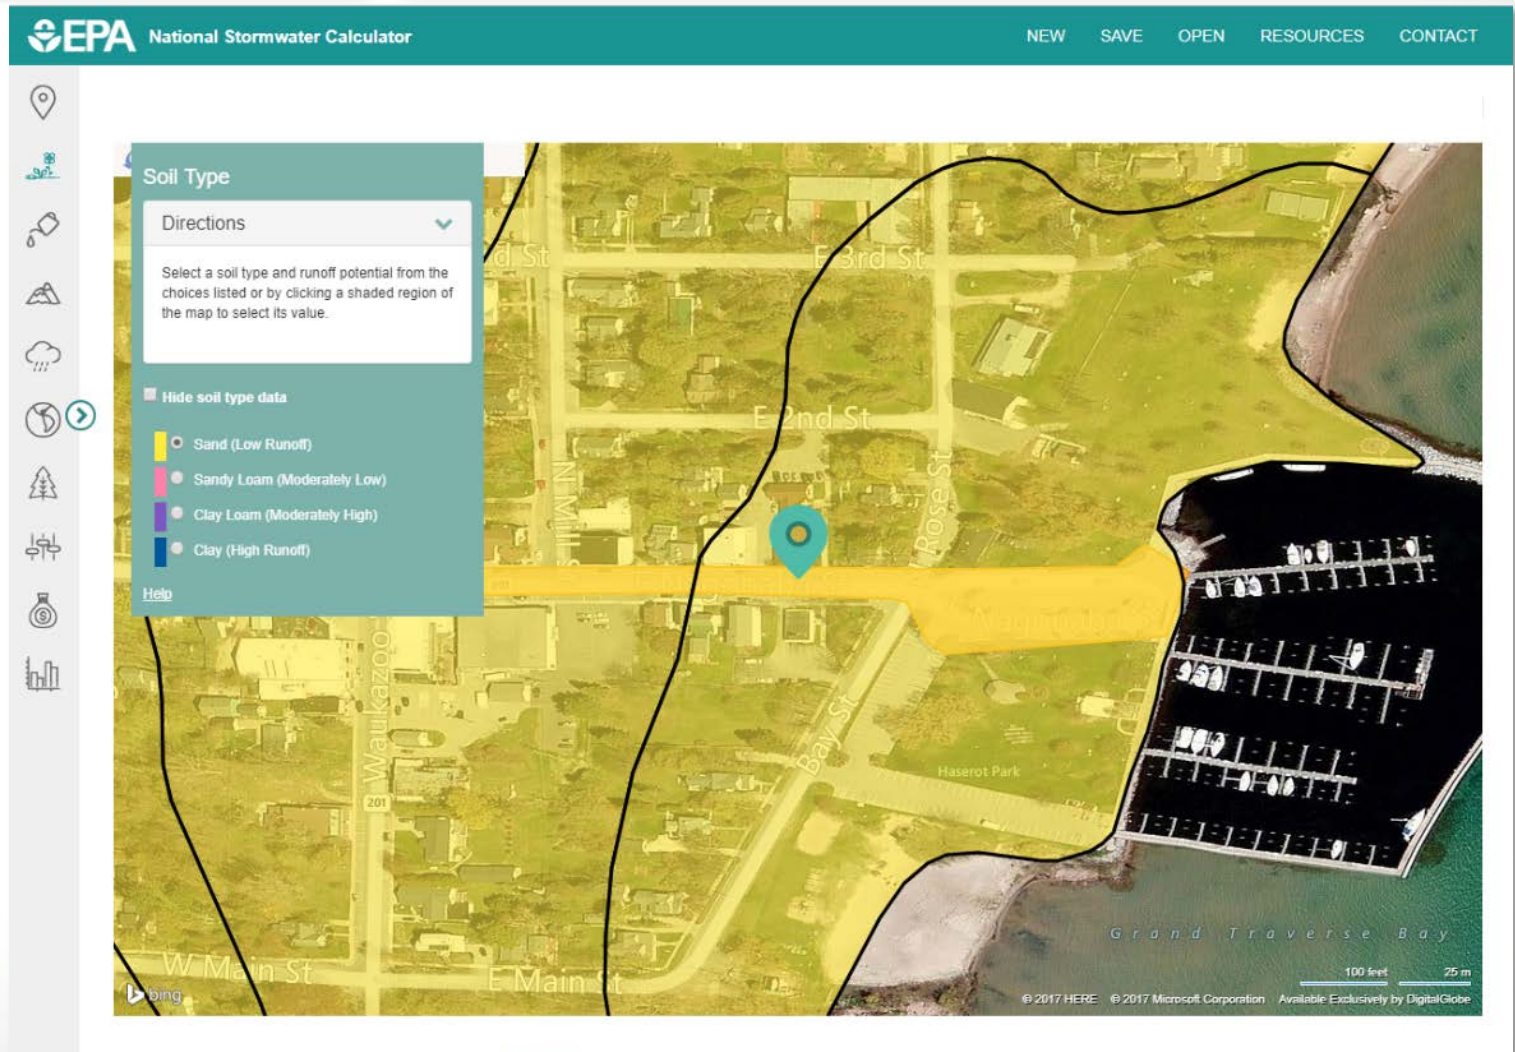 EPA National Stormwater Calculator
NEW SAVE OPEN RESOURCES CONTACT
Soil Type
Directions
Select a soil type and runoff potential from the
choices listed or by clicking a shaded region of
the map to select its value.
Hide soil type data
Sand (Low Runoff)
Sandy Loam (Moderately Low)
Clay Loam (Moderately High)
Clay (High Runoff)
Help
d St
E 3rd St
E 2nd St
N Mill St
Rose St
Waukazoo
Bay St
Haserot Park
201
W Main St
E Main St
Grand Traverse Bay
100 feet 25 m
bing
© 2017 HERE © 2017 Microsoft Corporation Available Exclusively by DigitalGlobe